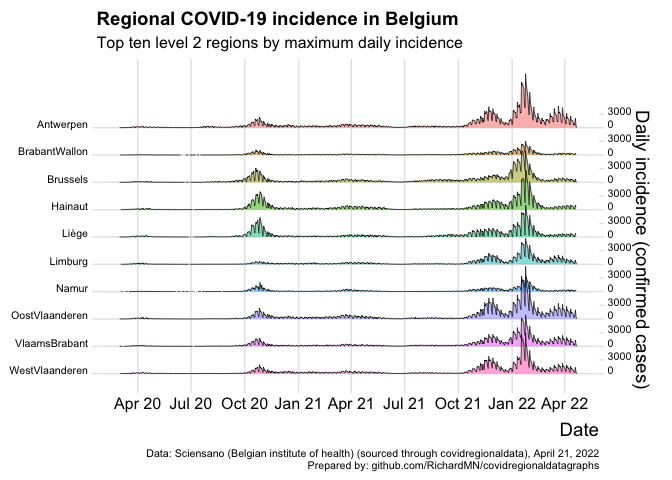 Regional COVID-19 incidence in Belgium
Top ten level 2 regions by maximum daily incidence
Antwerpen
BrabantWallon
Brussels
Hainaut
Liège
Limburg
Namur
OostVlaanderen
VlaamsBrabant
WestVlaanderen
3000
0
3000
0
3000
0
3000
0
3000
0
3000
0
3000
0
3000
0
3000
0
3000
0
Daily incidence (confirmed cases)
Apr 20 Jul 20 Oct 20 Jan 21 Apr 21 Jul 21 Oct 21 Jan 22 Apr 22
Date
Data: Sciensano (Belgian institute of health) (sourced through covidregionaldata), April 21, 2022
Prepared by: github.com/RichardMN/covidregionaldatagraphs